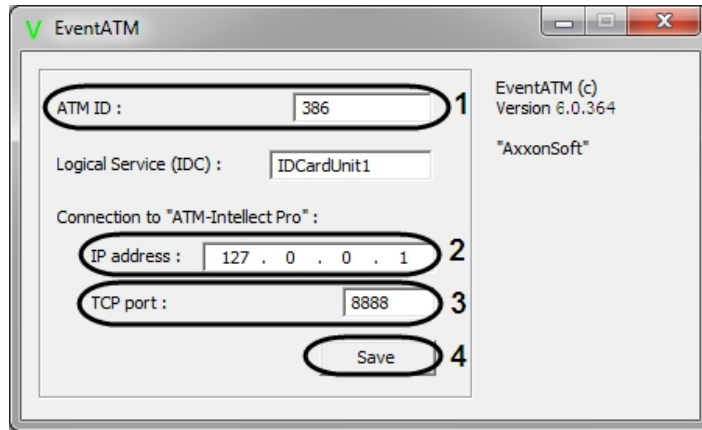 EventATM
ATM ID : 386 1
EventATM (c)
Version 6.0.364
"AxxonSoft"
Logical Service (IDC) : IDCardUnit1
Connection to "ATM-Intellect Pro" :
IP address : 127 . 0 . 0 . 1 2
TCP port : 8888 3
Save 4